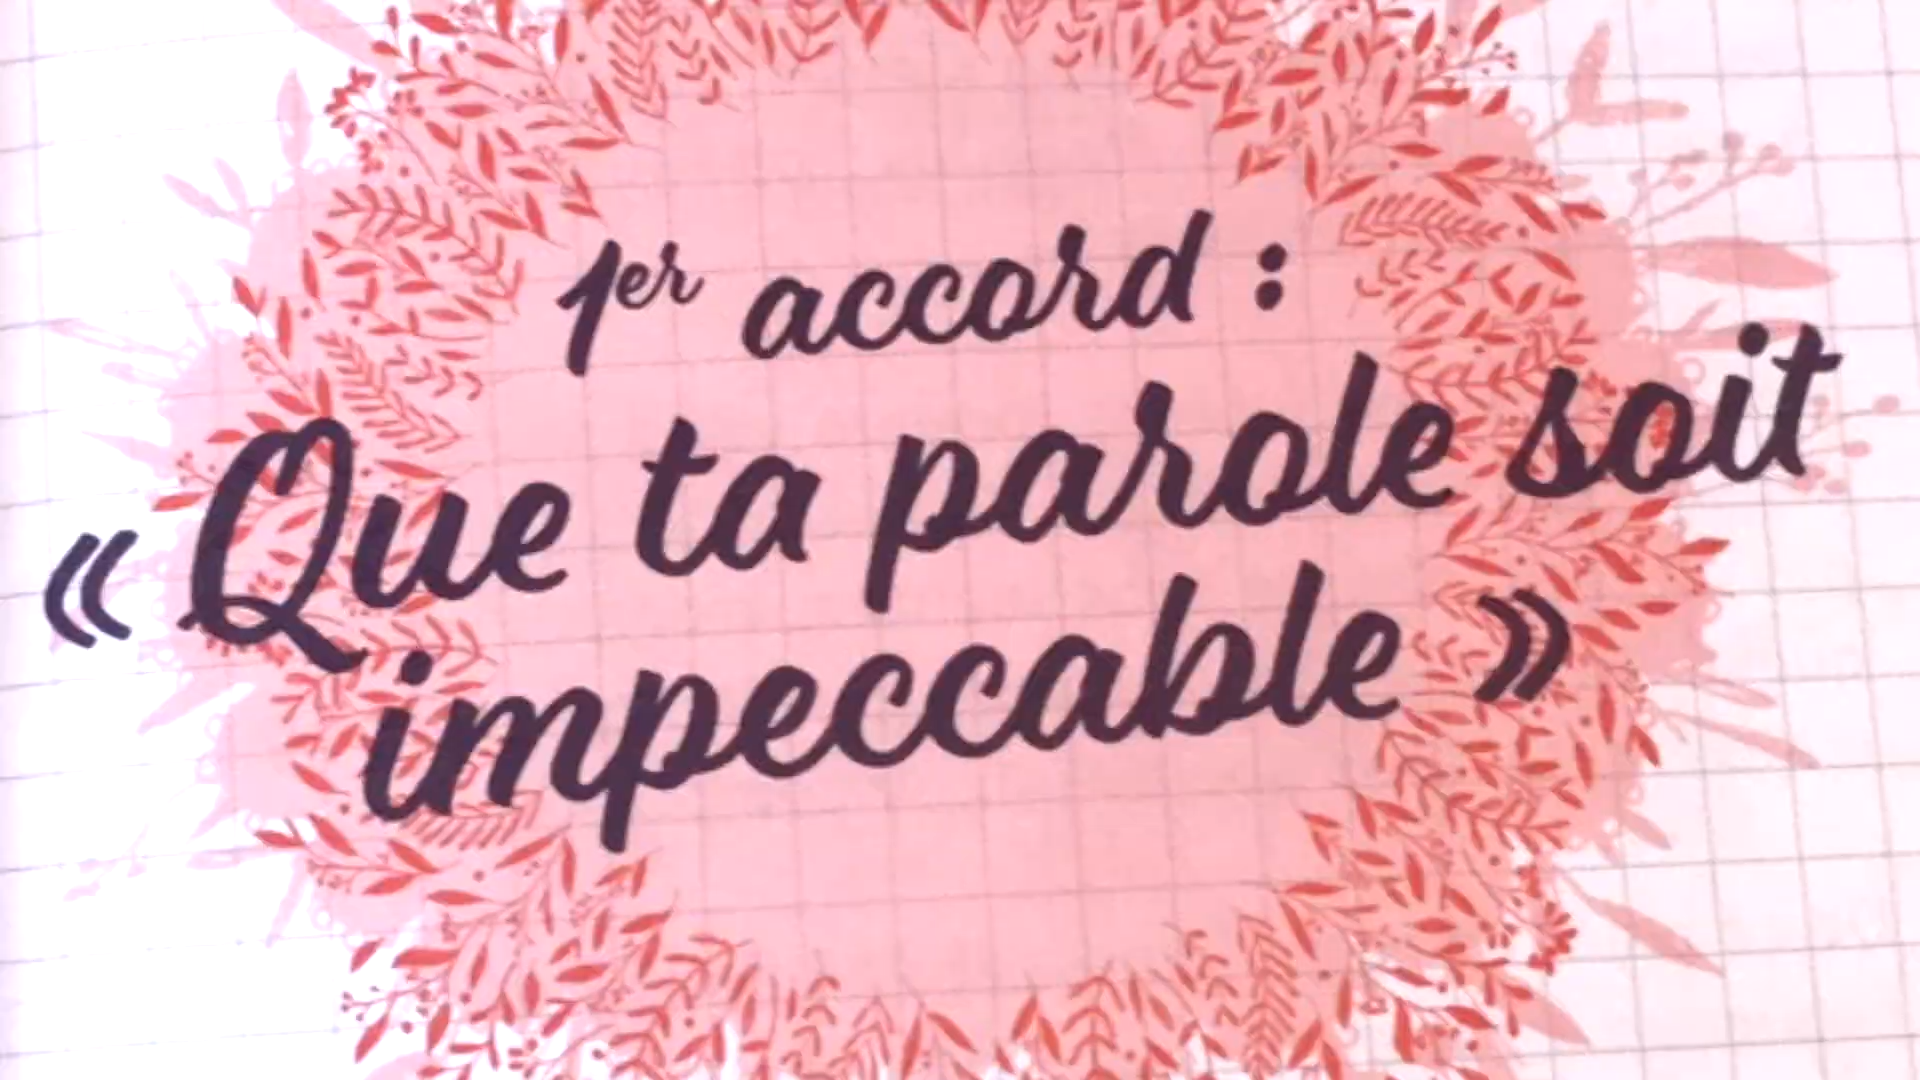 1er accord :
« Que ta parole soit
impeccable »